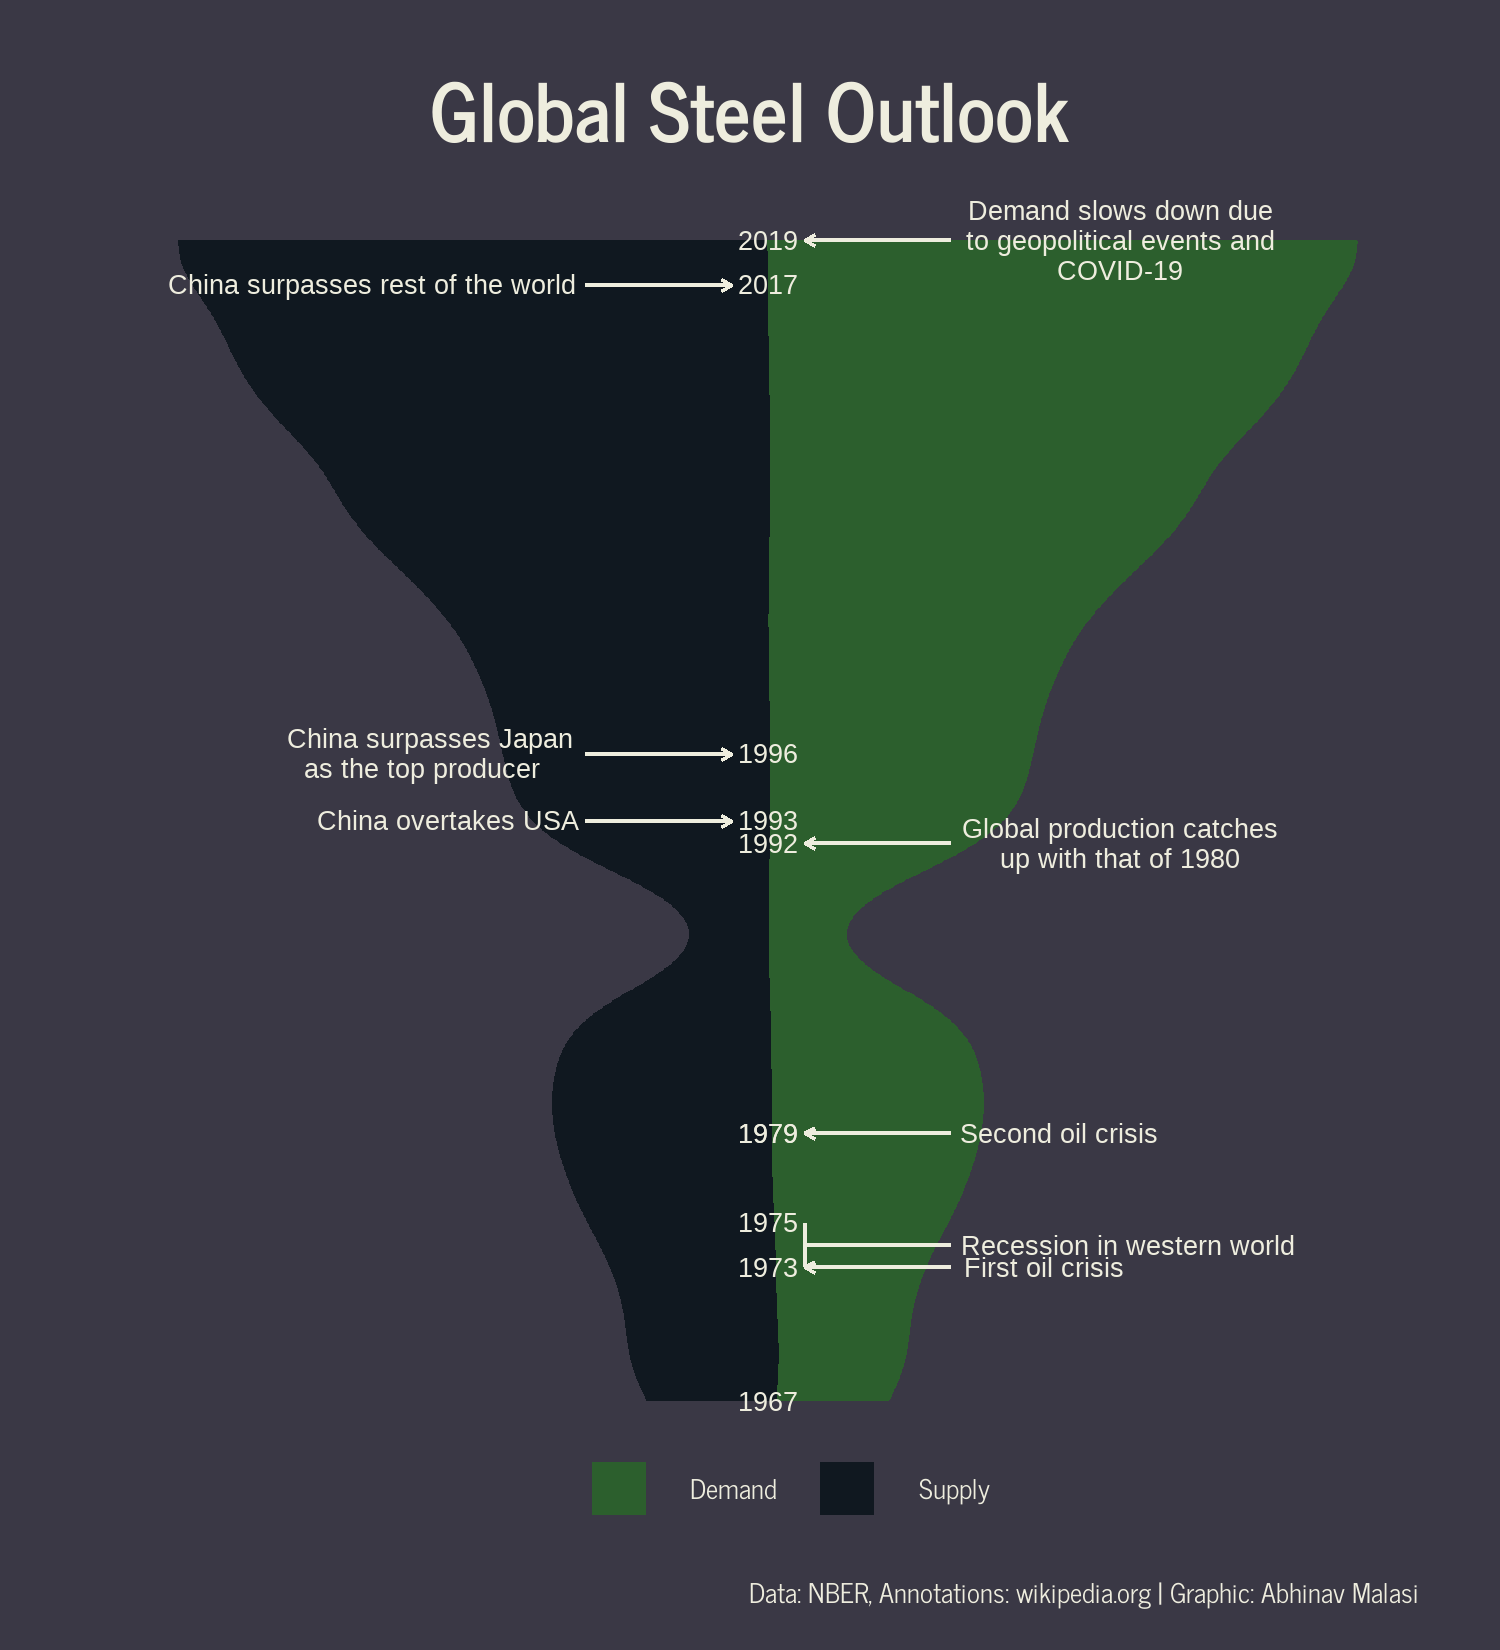 Global Steel Outlook
Demand slows down due
to geopolitical events and
COVID-19
2019
China surpasses rest of the world
2017
China surpasses Japan
as the top producer
1996
China overtakes USA
1993
1992
Global production catches
up with that of 1980
1979
Second oil crisis
1975
Recession in western world
1973
First oil crisis
1967
Demand
Supply
Data: NBER, Annotations: wikipedia.org | Graphic: Abhinav Malasi